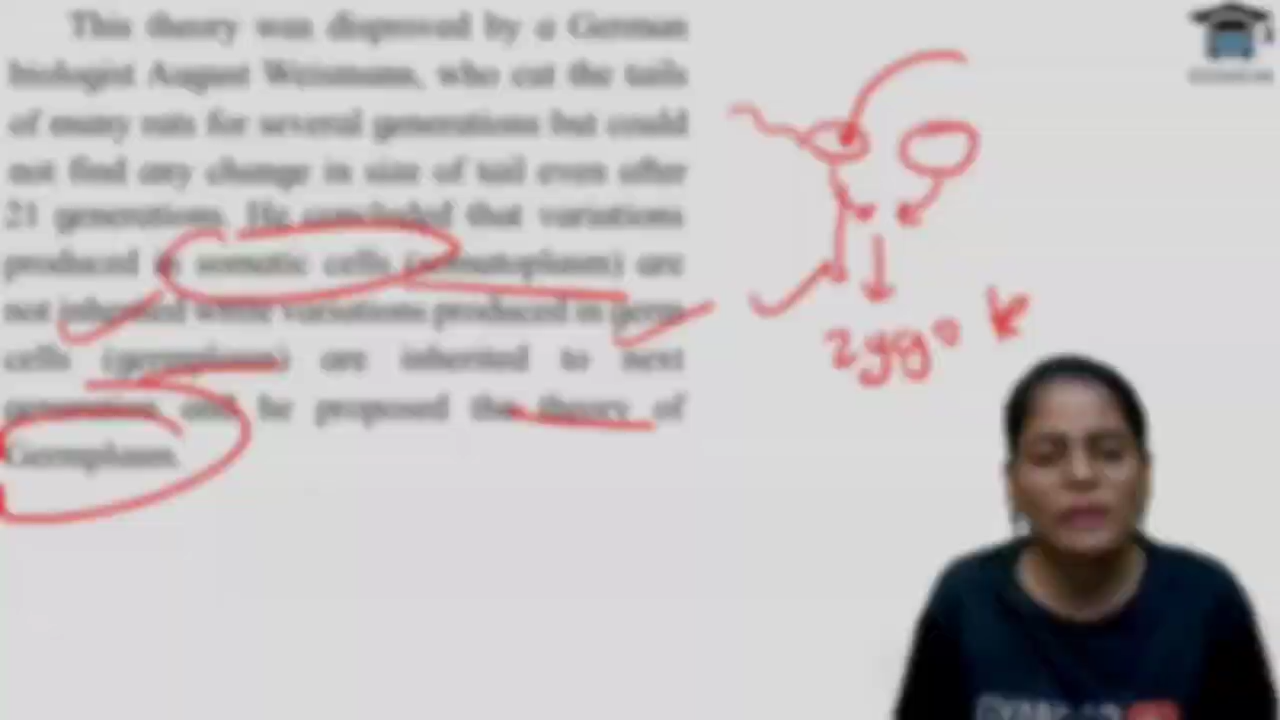 This theory was disproved by a German
biologist August Weismann, who cut the tails
of many rats for several generations but could
not find any change in size of tail even after
21 generations. He concluded that variations
produced in somatic cells (somatoplasm) are
not inherited while variations produced in germ
cells (germplasm) are inherited to next
generation and he proposed the theory of
Germplasm.